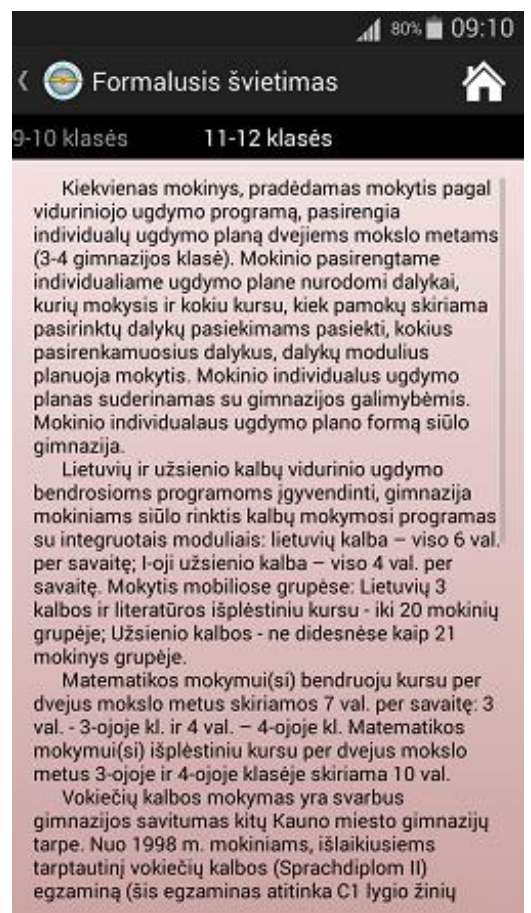 80% 09:10
Formalusis švietimas
9-10 klasės 11-12 klasės
Kiekvienas mokinys, pradėdamas mokytis pagal
viduriniojo ugdymo programą, pasirengia
individualų ugdymo planą dvejiems mokslo metams
(3-4 gimnazijos klasė). Mokinio pasirengtame
individualiame ugdymo plane nurodomi dalykai,
kurių mokysis ir kokiu kursu, kiek pamokų skiriama
pasirinktų dalykų pasiekimams pasiekti, kokius
pasirenkamuosius dalykus, dalykų modulius
planuoja mokytis. Mokinio individualus ugdymo
planas suderinamas su gimnazijos galimybėmis.
Mokinio individualaus ugdymo plano formą siūlo
gimnazija.
Lietuvių ir užsienio kalbų vidurinio ugdymo
bendrosioms programoms įgyvendinti, gimnazija
mokiniams siūlo rinktis kalbų mokymosi programas
su integruotais moduliais: lietuvių kalba – viso 6 val.
per savaitę; I-oji užsienio kalba – viso 4 val. per
savaitę. Mokytis mobiliose grupėse: Lietuvių 3
kalbos ir literatūros išplėstiniu kursu - iki 20 mokinių
grupėje; Užsienio kalbos - ne didesnėse kaip 21
mokinys grupėje.
Matematikos mokymui(si) bendruoju kursu per
dvejus mokslo metus skiriamos 7 val. per savaitę: 3
val. - 3-ojoje kl. ir 4 val. – 4-ojoje kl. Matematikos
mokymui(si) išplėstiniu kursu per dvejus mokslo
metus 3-ojoje ir 4-ojoje klasėje skiriama 10 val.
Vokiečių kalbos mokymas yra svarbus
gimnazijos savitumas kitų Kauno miesto gimnazijų
tarpe. Nuo 1998 m. mokiniams, išlaikiusiems
tarptautinį vokiečių kalbos (Sprachdiplom II)
egzaminą (šis egzaminas atitinka C1 lygio žinių